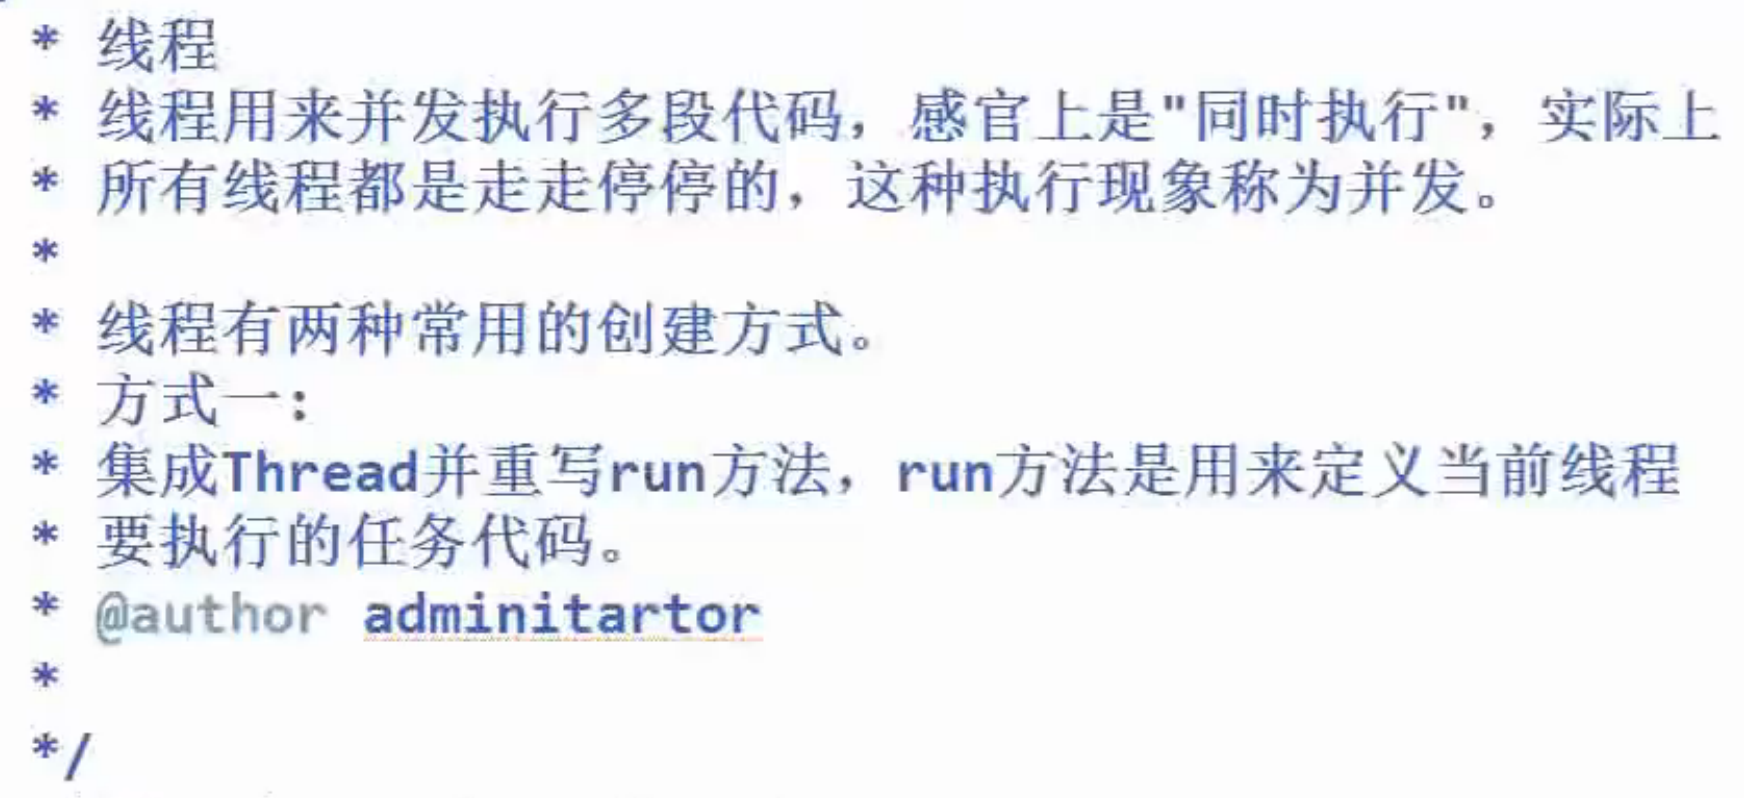 * 线程
* 线程用来并发执行多段代码，感官上是"同时执行"，实际上
* 所有线程都是走走停停的，这种执行现象称为并发。
*
* 线程有两种常用的创建方式。
* 方式一：
* 集成Thread并重写run方法，run方法是用来定义当前线程
* 要执行的任务代码。
* @author adminitartor
*
*/